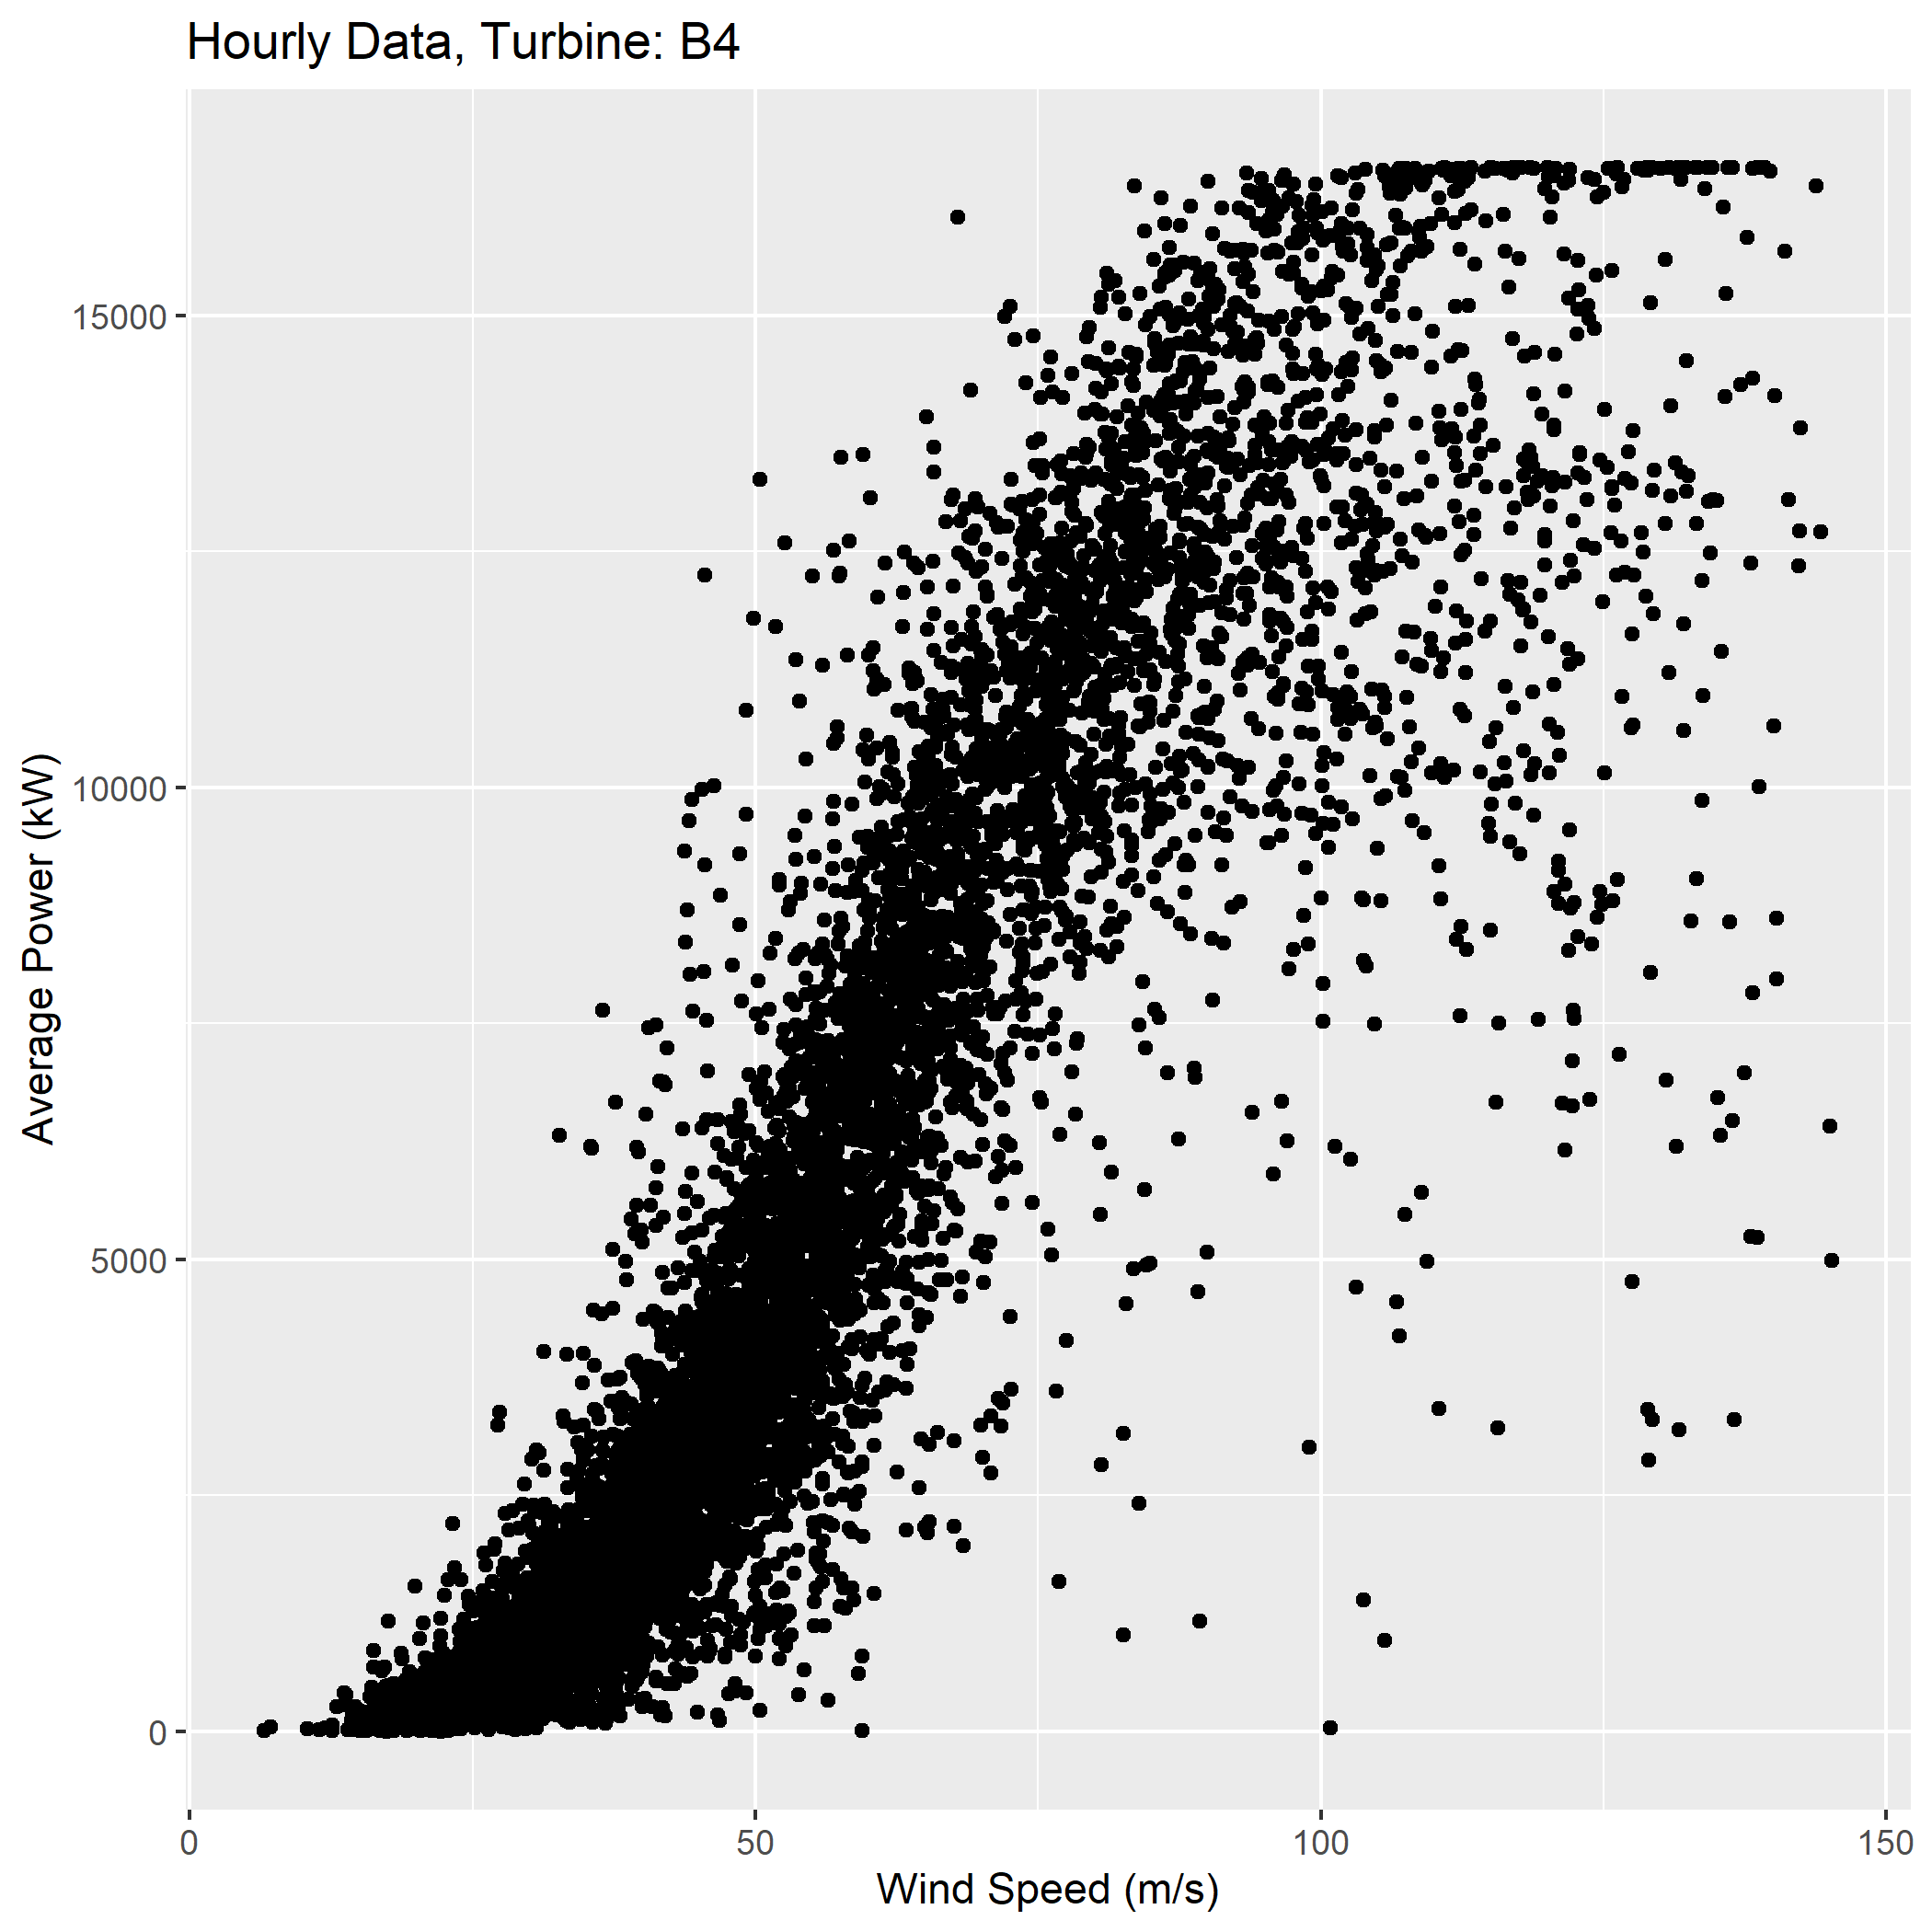 Hourly Data, Turbine: B4
Average Power (kW)
15000
10000
5000
0
0 50 100 150
Wind Speed (m/s)